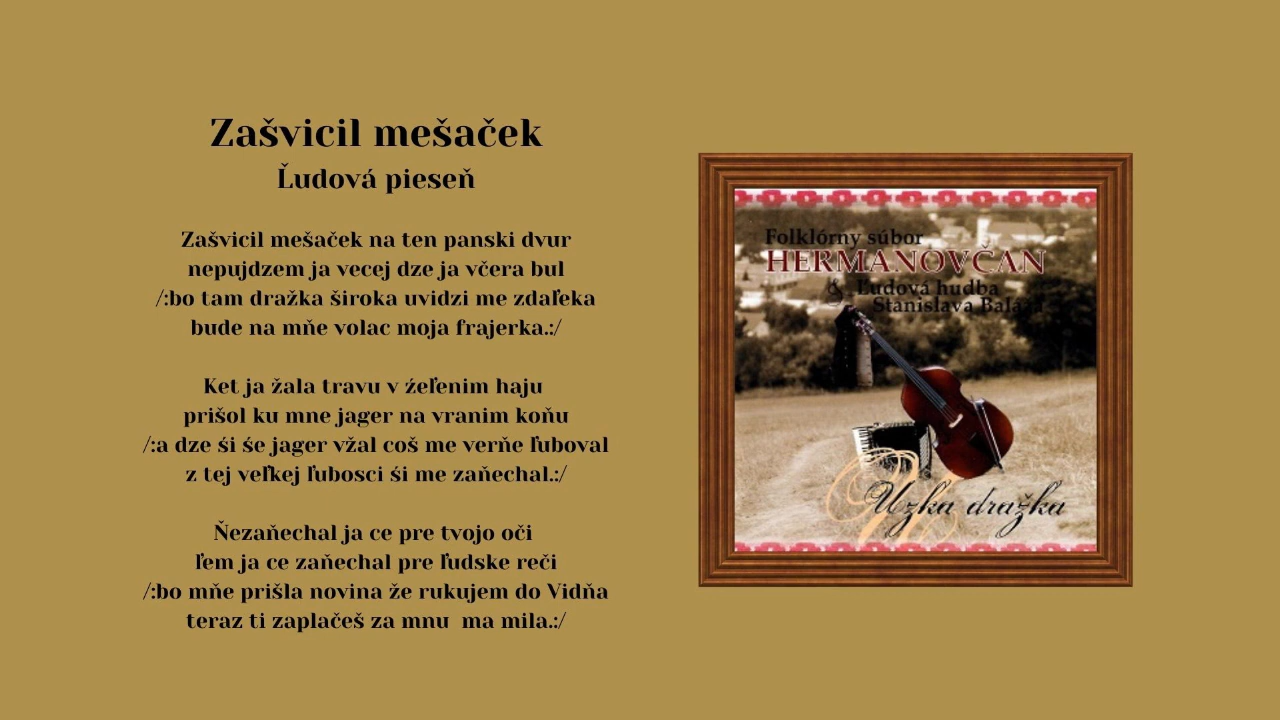 Zašvicil mešaček
Ľudová pieseň
Zašvicil mešaček na ten panski dvur
nepujdzem ja vecej dze ja včera bul
/:bo tam dražka široka uvidzi me zdaľeka
bude na mňe volac moja frajerka.:/
Ket ja žala travu v źeľenim haju
prišol ku mne jager na vranim koňu
/:a dze śi śe jager vžal coš me verňe ľuboval
z tej veľkej ľubosci śi me zaňechal.:/
Ňezaňechal ja ce pre tvojo oči
ľem ja ce zaňechal pre ľudske reči
/:bo mňe prišla novina že rukujem do Vidňa
teraz ti zaplačeš za mnu  ma mila.:/
Folklórny súbor
HERMANOVČAN
& Ľudová hudba
Stanislava Baláža
Uzka dražka